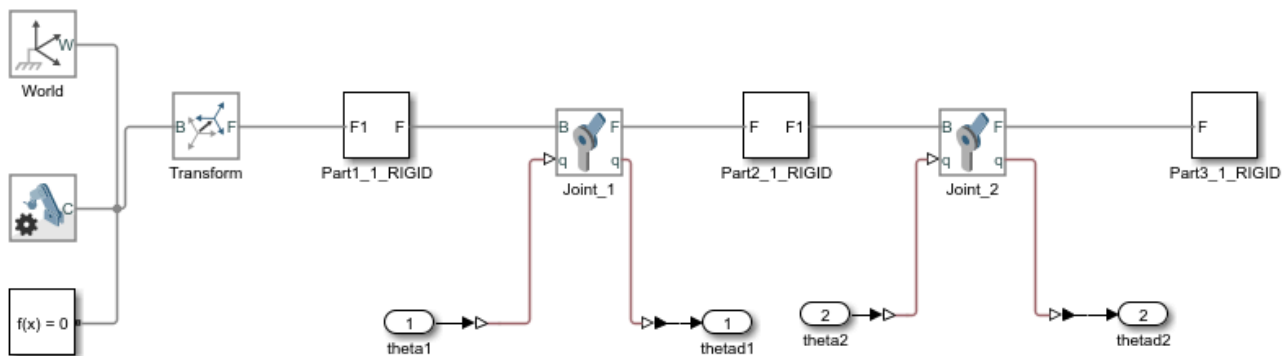 W
World
C
f(x) = 0
B F
Transform
F1 F
Part1_1_RIGID
B F
q q
Joint_1
F F1
Part2_1_RIGID
B F
q q
Joint_2
F
Part3_1_RIGID
1
theta1
1
thetad1
2
theta2
2
thetad2